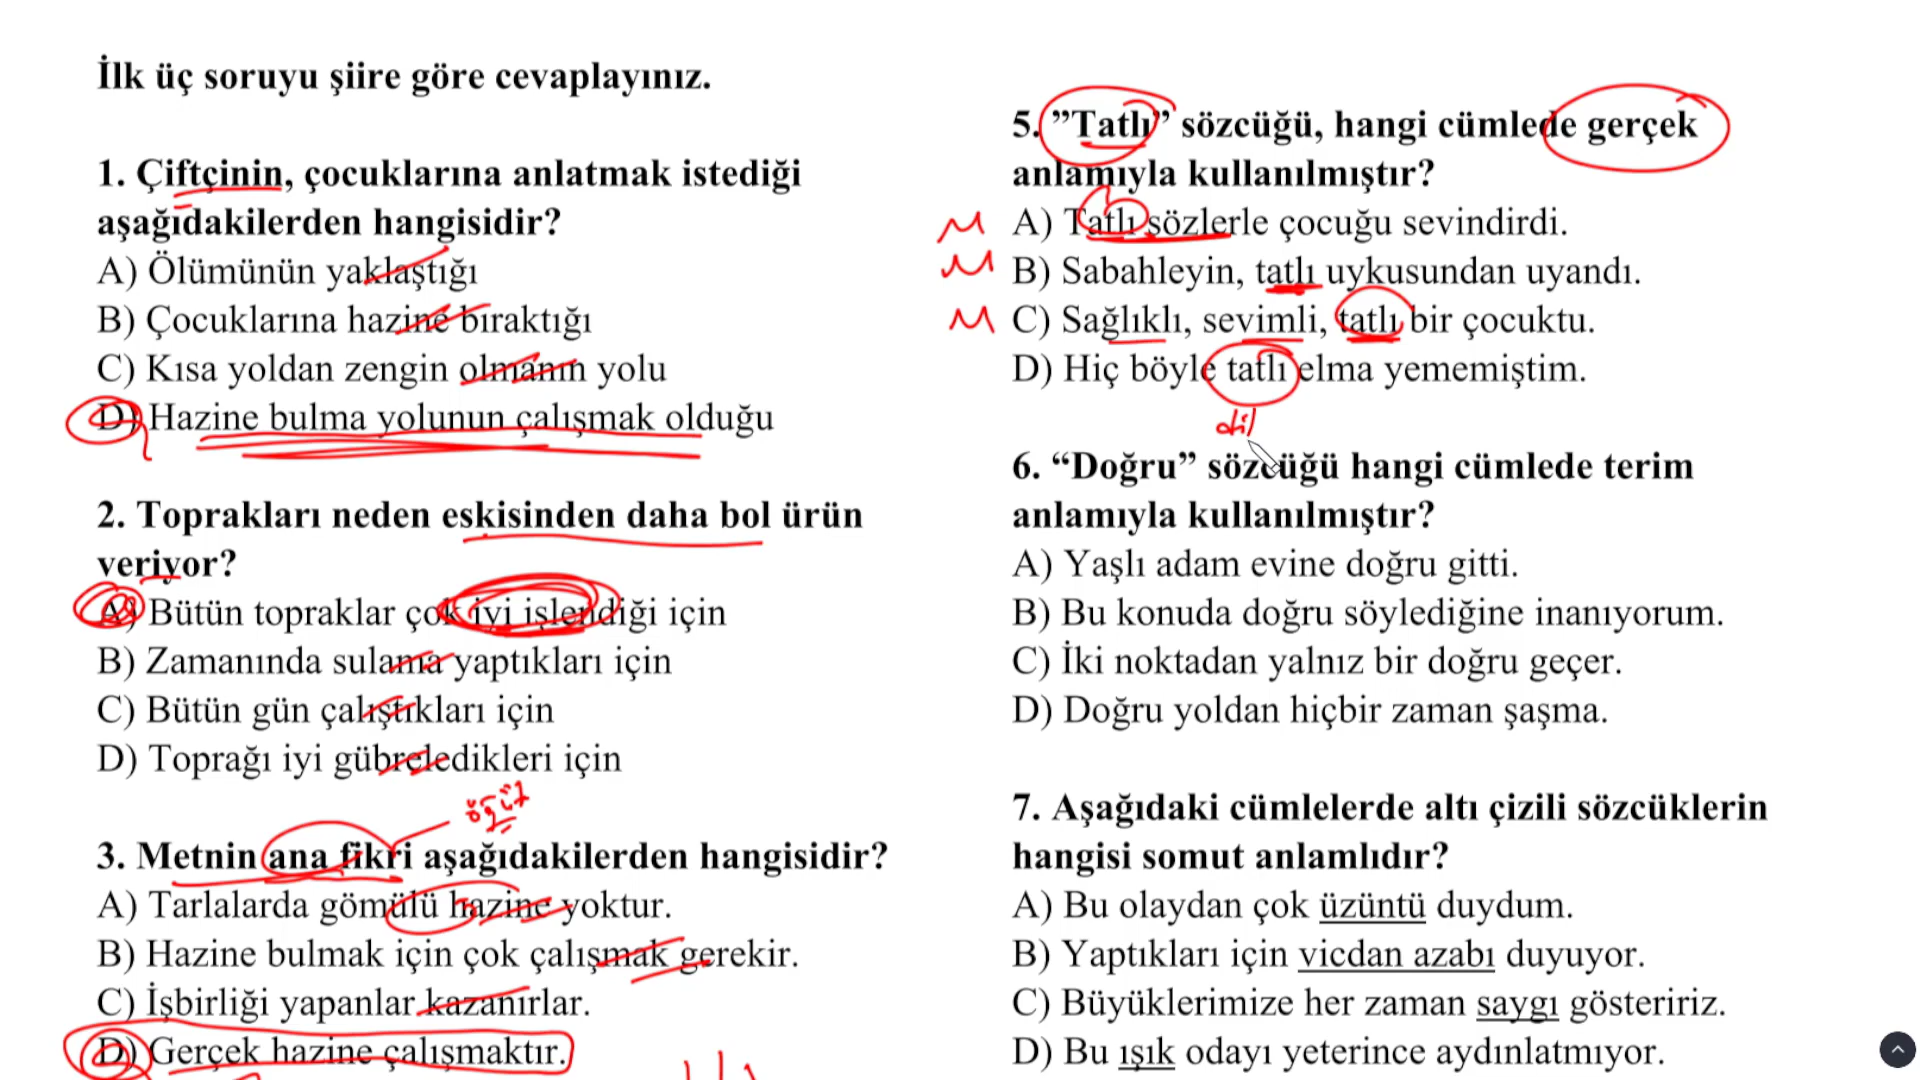 İlk üç soruyu şiire göre cevaplayınız.
1. Çiftçinin, çocuklarına anlatmak istediği
aşağıdakilerden hangisidir?
A) Ölümünün yaklaştığı
B) Çocuklarına hazine bıraktığı
C) Kısa yoldan zengin olmanın yolu
D) Hazine bulma yolunun çalışmak olduğu
2. Toprakları neden eskisinden daha bol ürün
veriyor?
A) Bütün topraklar çok iyi işlendiği için
B) Zamanında sulama yaptıkları için
C) Bütün gün çalıştıkları için
D) Toprağı iyi gübreledikleri için
öğüt
3. Metnin ana fikri aşağıdakilerden hangisidir?
A) Tarlalarda gömülü hazine yoktur.
B) Hazine bulmak için çok çalışmak gerekir.
C) İşbirliği yapanlar kazanırlar.
D) Gerçek hazine çalışmaktır.
5. ”Tatlı” sözcüğü, hangi cümlede gerçek
anlamıyla kullanılmıştır?
M A) Tatlı sözlerle çocuğu sevindirdi.
M B) Sabahleyin, tatlı uykusundan uyandı.
M C) Sağlıklı, sevimli, tatlı bir çocuktu.
D) Hiç böyle tatlı elma yememiştim.
dil
6. “Doğru” sözcüğü hangi cümlede terim
anlamıyla kullanılmıştır?
A) Yaşlı adam evine doğru gitti.
B) Bu konuda doğru söylediğine inanıyorum.
C) İki noktadan yalnız bir doğru geçer.
D) Doğru yoldan hiçbir zaman şaşma.
7. Aşağıdaki cümlelerde altı çizili sözcüklerin
hangisi somut anlamlıdır?
A) Bu olaydan çok üzüntü duydum.
B) Yaptıkları için vicdan azabı duyuyor.
C) Büyüklerimize her zaman saygı gösteririz.
D) Bu ışık odayı yeterince aydınlatmıyor.